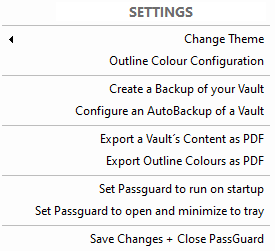 SETTINGS
Change Theme
Outline Colour Configuration
Create a Backup of your Vault
Configure an AutoBackup of a Vault
Export a Vault´s Content as PDF
Export Outline Colours as PDF
Set Passguard to run on startup
Set Passguard to open and minimize to tray
Save Changes + Close PassGuard